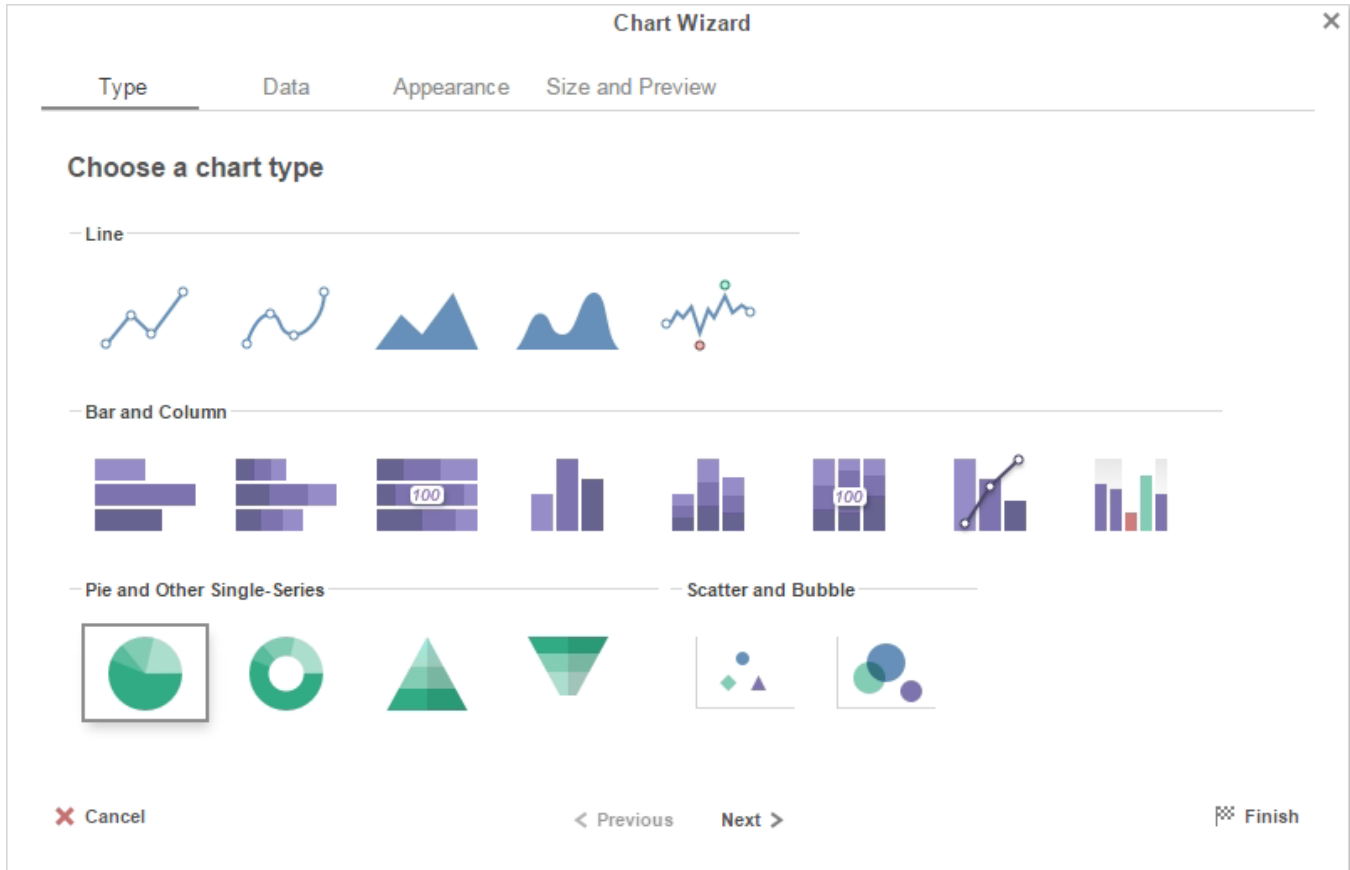 Chart Wizard
Type Data Appearance Size and Preview
Choose a chart type
Line
Bar and Column
100 100
Pie and Other Single-Series Scatter and Bubble
Cancel < Previous Next > Finish